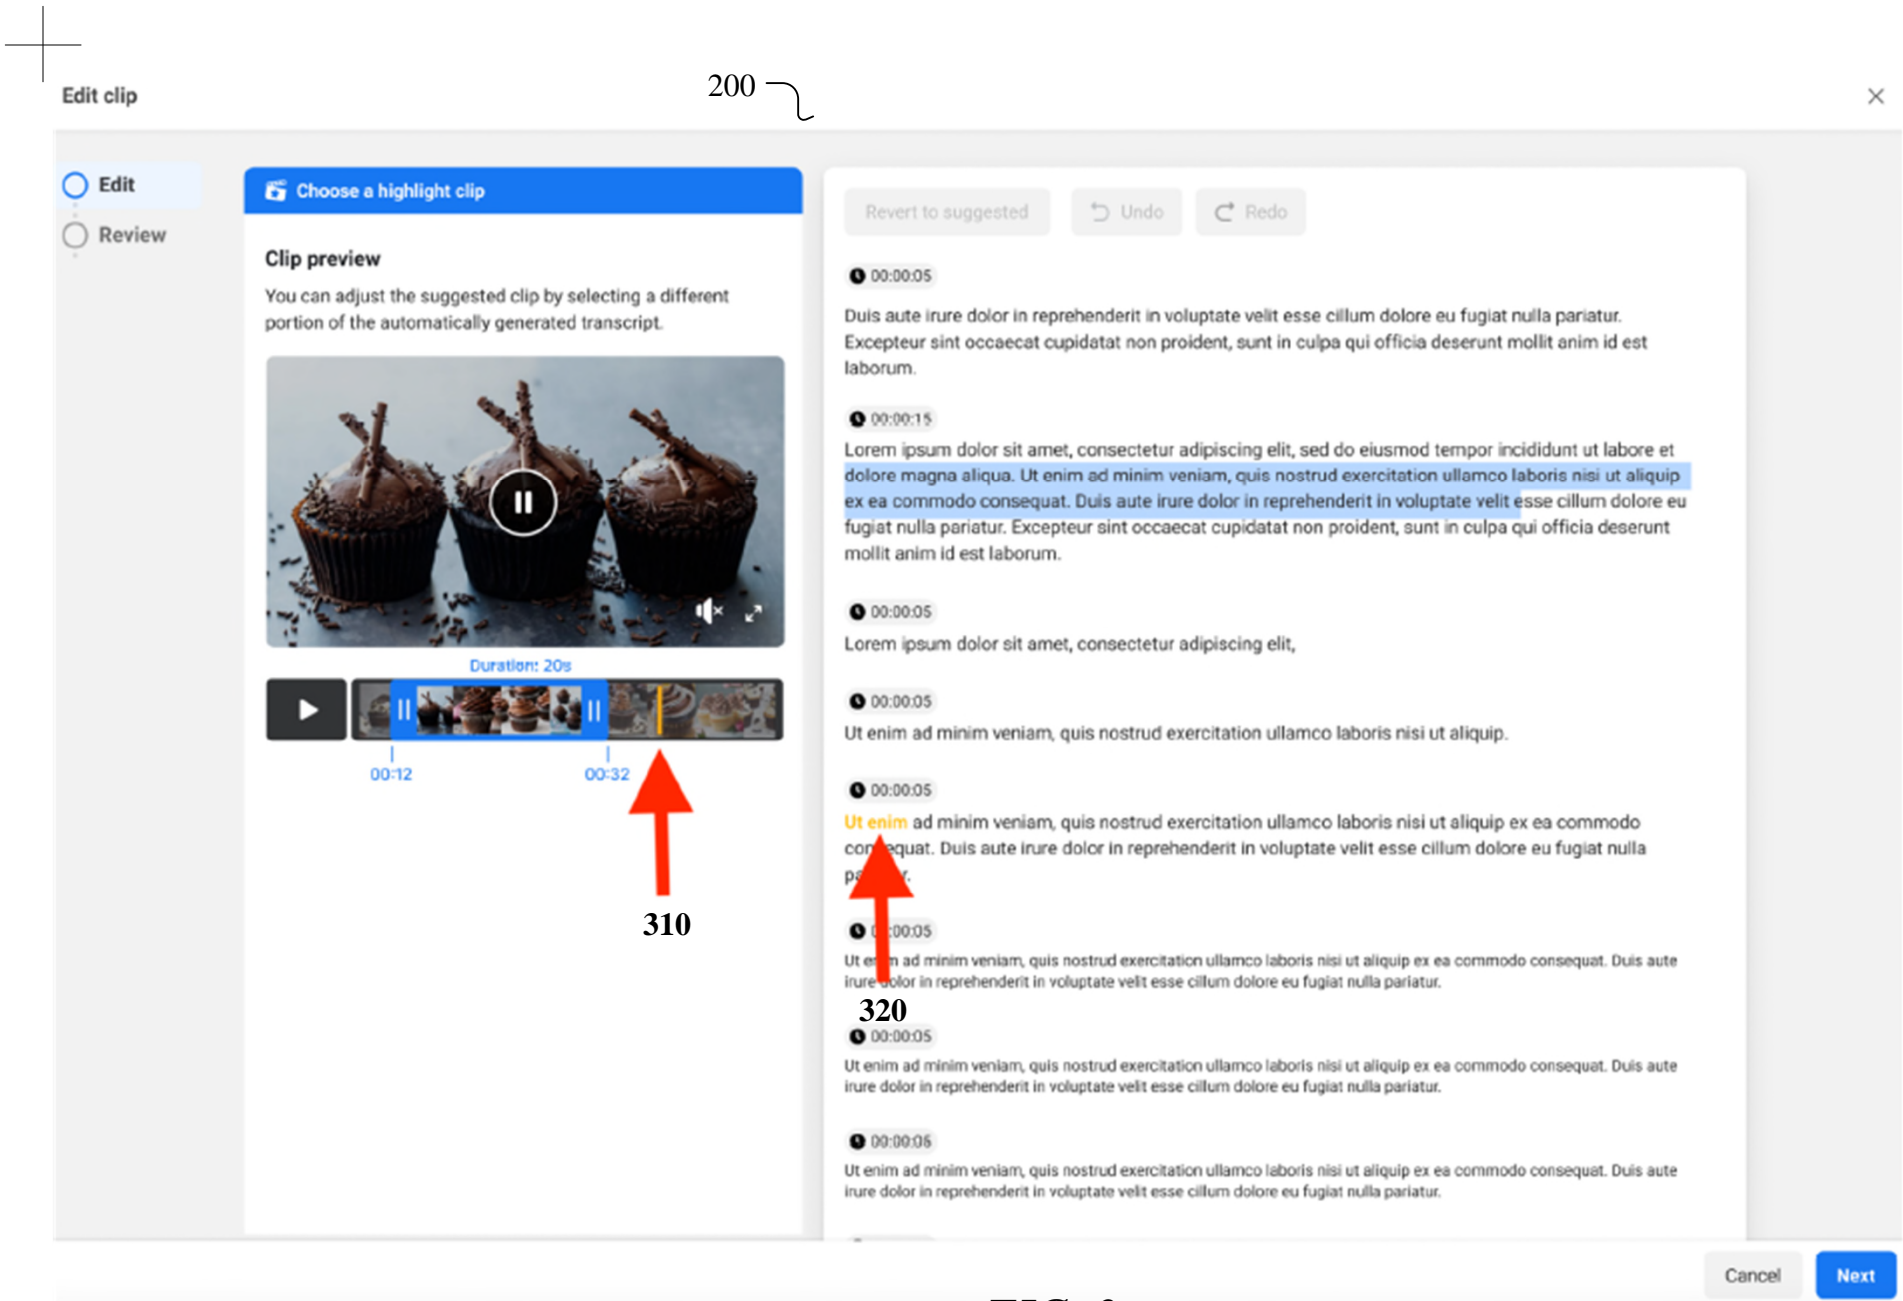 200
Edit clip
Edit
Review
Choose a highlight clip
Clip preview
You can adjust the suggested clip by selecting a different
portion of the automatically generated transcript.
Duration: 20s
00:12
00:32
310
Revert to suggested
Undo
Redo
00:00:05
Duis aute irure dolor in reprehenderit in voluptate velit esse cillum dolore eu fugiat nulla pariatur.
Excepteur sint occaecat cupidatat non proident, sunt in culpa qui officia deserunt mollit anim id est
laborum.
00:00:15
Lorem ipsum dolor sit amet, consectetur adipiscing elit, sed do eiusmod tempor incididunt ut labore et
dolore magna aliqua. Ut enim ad minim veniam, quis nostrud exercitation ullamco laboris nisi ut aliquip
ex ea commodo consequat. Duis aute irure dolor in reprehenderit in voluptate velit esse cillum dolore eu
fugiat nulla pariatur. Excepteur sint occaecat cupidatat non proident, sunt in culpa qui officia deserunt
mollit anim id est laborum.
00:00:05
Lorem ipsum dolor sit amet, consectetur adipiscing elit,
00:00:05
Ut enim ad minim veniam, quis nostrud exercitation ullamco laboris nisi ut aliquip.
00:00:05
Ut enim ad minim veniam, quis nostrud exercitation ullamco laboris nisi ut aliquip ex ea commodo
equat. Duis aute irure dolor in reprehenderit in voluptate velit esse cillum dolore eu fugiat nulla
:00:05
Ut ad minim veniam, quis nostrud exercitation ullamco laboris nisi ut aliquip ex ea commodo consequat. Duis aute
irure dolor in reprehenderit in voluptate velit esse cillum dolore eu fugiat nulla pariatur.
320
00:00:05
Ut enim ad minim veniam, quis nostrud exercitation ullamco laboris nisi ut aliquip ex ea commodo consequat. Duis aute
irure dolor in reprehenderit in voluptate velit esse cillum dolore eu fugiat nulla pariatur.
00:00:05
Ut enim ad minim veniam, quis nostrud exercitation ullamco laboris nisi ut aliquip ex ea commodo consequat. Duis aute
irure dolor in reprehenderit in voluptate velit esse cillum dolore eu fugiat nulla pariatur.
Cancel
Next